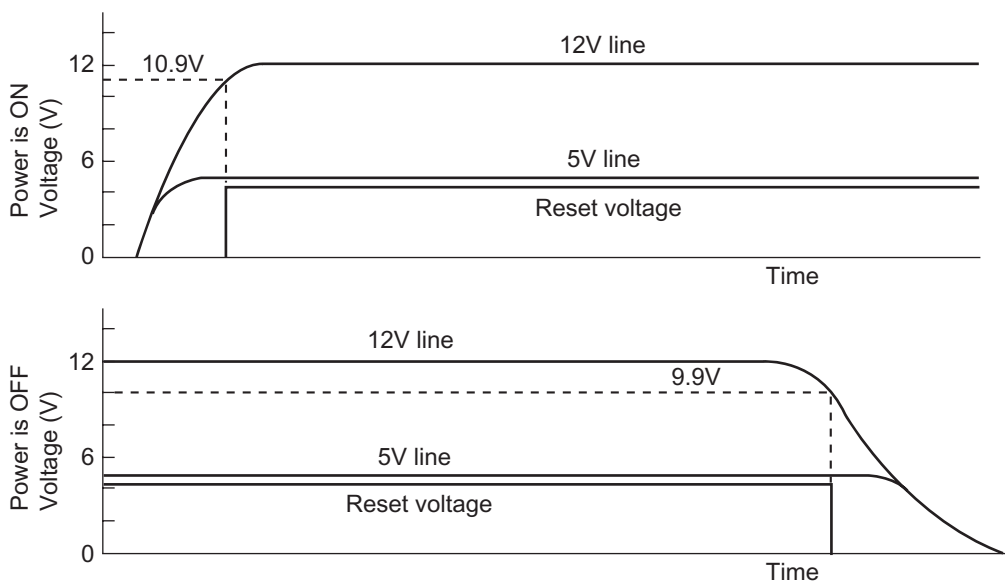 Power is ON
Voltage (V)
12
6
0
10.9V
12V line
5V line
Reset voltage
Time
Power is OFF
Voltage (V)
12
6
0
12V line
9.9V
5V line
Reset voltage
Time